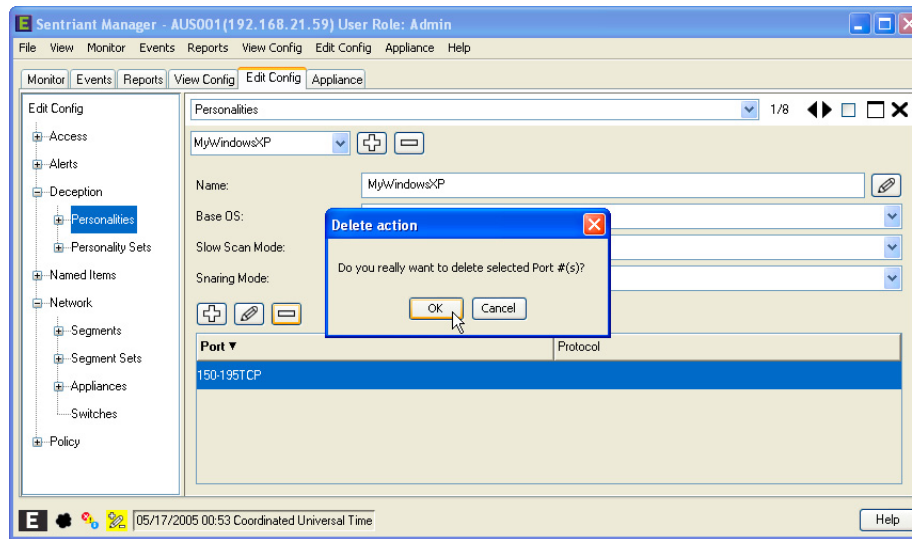 Sentriant Manager - AUS001(192.168.21.59) User Role: Admin
File View Monitor Events Reports View Config Edit Config Appliance Help
Monitor Events Reports View Config Edit Config Appliance
Edit Config
Personalities 1/8
Access
MyWindowsXP
Alerts
Deception
Name: MyWindowsXP
Personalities
Base OS:
Delete action
Personality Sets
Slow Scan Mode:
Do you really want to delete selected Port #(s)?
Named Items
Snaring Mode:
Network
OK Cancel
Segments
Port Protocol
Segment Sets
150-195TCP
Appliances
Switches
Policy
E 05/17/2005 00:53 Coordinated Universal Time Help